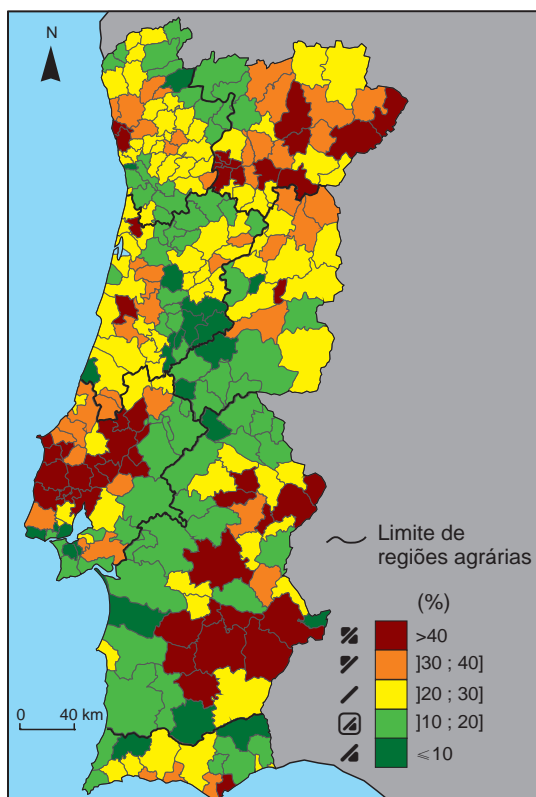 N
Limite de
regiões agrárias
(%)
>40
]30 ; 40]
]20 ; 30]
]10 ; 20]
≤10
0 40 km